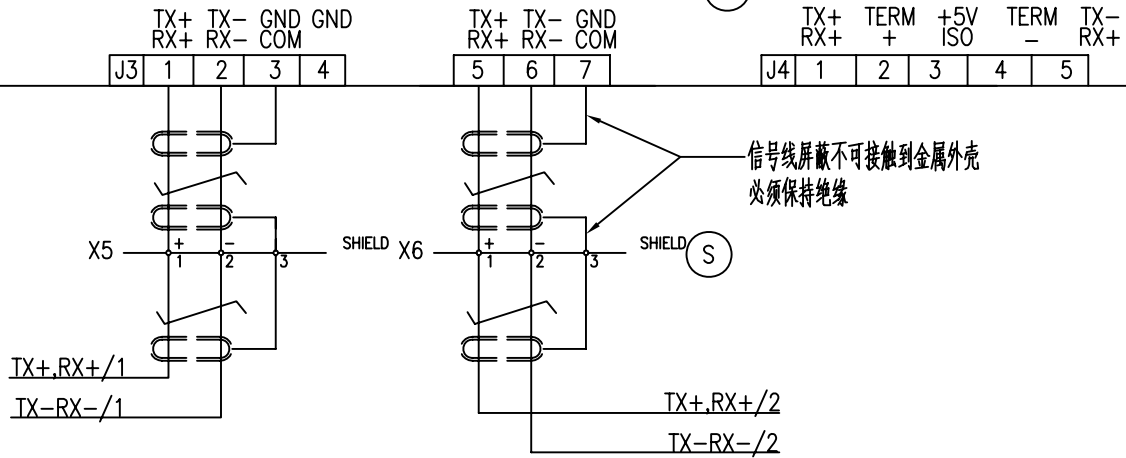 TX+ TX- GND GND
RX+ RX- COM
J3 1 2 3 4
TX+ TX- GND
RX+ RX- COM
5 6 7
TX+ TERM +5V TERM TX-
RX+ + ISO - RX+
J4 1 2 3 4 5
信号线屏蔽不可接触到金属外壳
必须保持绝缘
X5 + - SHIELD
1 2 3
X6 + - SHIELD S
1 2 3
TX+,RX+/1
TX-RX-/1
TX+,RX+/2
TX-RX-/2